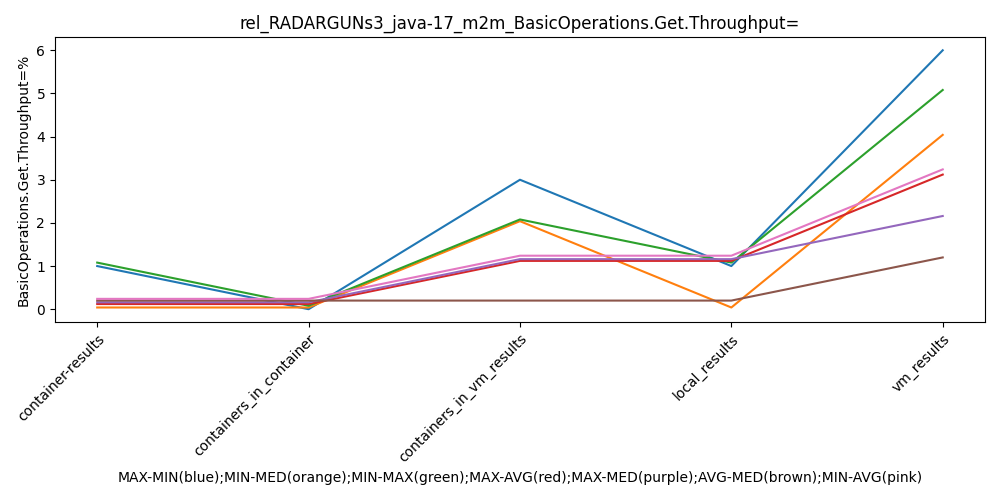 rel_RADARGUNs3_java-17_m2m_BasicOperations.Get.Throughput=
BasicOperations.Get.Throughput=%
6
5
4
3
2
1
0
container-results
containers_in_container
containers_in_vm_results
local_results
vm_results
MAX-MIN(blue);MIN-MED(orange);MIN-MAX(green);MAX-AVG(red);MAX-MED(purple);AVG-MED(brown);MIN-AVG(pink)